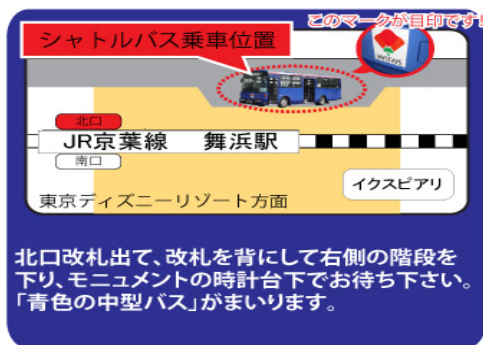 このマークが目印です!
シャトルバス乗車位置
MYSTAYS
北口
JR京葉線 舞浜駅
南口
イクスピアリ
東京ディズニーリゾート方面
北口改札出て、改札を背にして右側の階段を
下り、モニュメントの時計台下でお待ち下さい。
「青色の中型バス」がまいります。